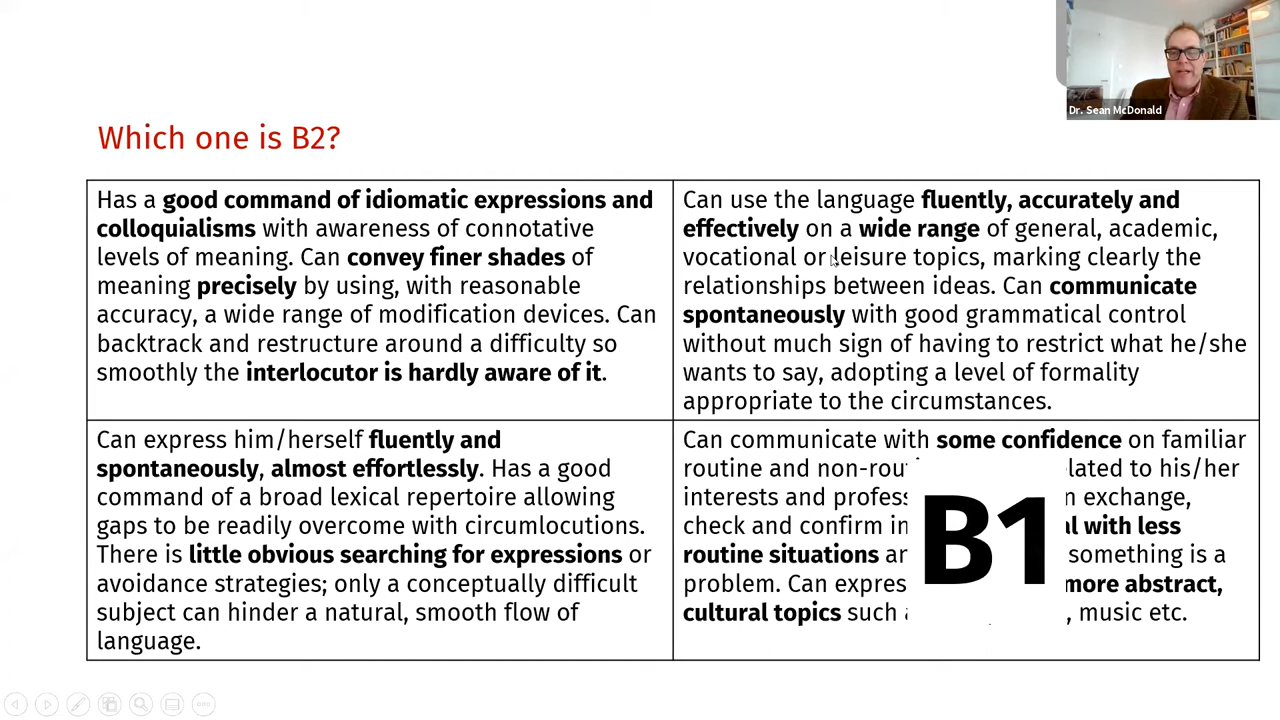 Dr. Sean McDonald
Which one is B2?
Has a good command of idiomatic expressions and
colloquialisms with awareness of connotative
levels of meaning. Can convey finer shades of
meaning precisely by using, with reasonable
accuracy, a wide range of modification devices. Can
backtrack and restructure around a difficulty so
smoothly the interlocutor is hardly aware of it.
Can use the language fluently, accurately and
effectively on a wide range of general, academic,
vocational or leisure topics, marking clearly the
relationships between ideas. Can communicate
spontaneously with good grammatical control
without much sign of having to restrict what he/she
wants to say, adopting a level of formality
appropriate to the circumstances.
Can express him/herself fluently and
spontaneously, almost effortlessly. Has a good
command of a broad lexical repertoire allowing
gaps to be readily overcome with circumlocutions.
There is little obvious searching for expressions or
avoidance strategies; only a conceptually difficult
subject can hinder a natural, smooth flow of
language.
Can communicate with some confidence on familiar
routine and to his/her
interests and exchange,
check and confirm with less
routine situations something is a
problem. Can more abstract,
cultural topics such music etc.
B1